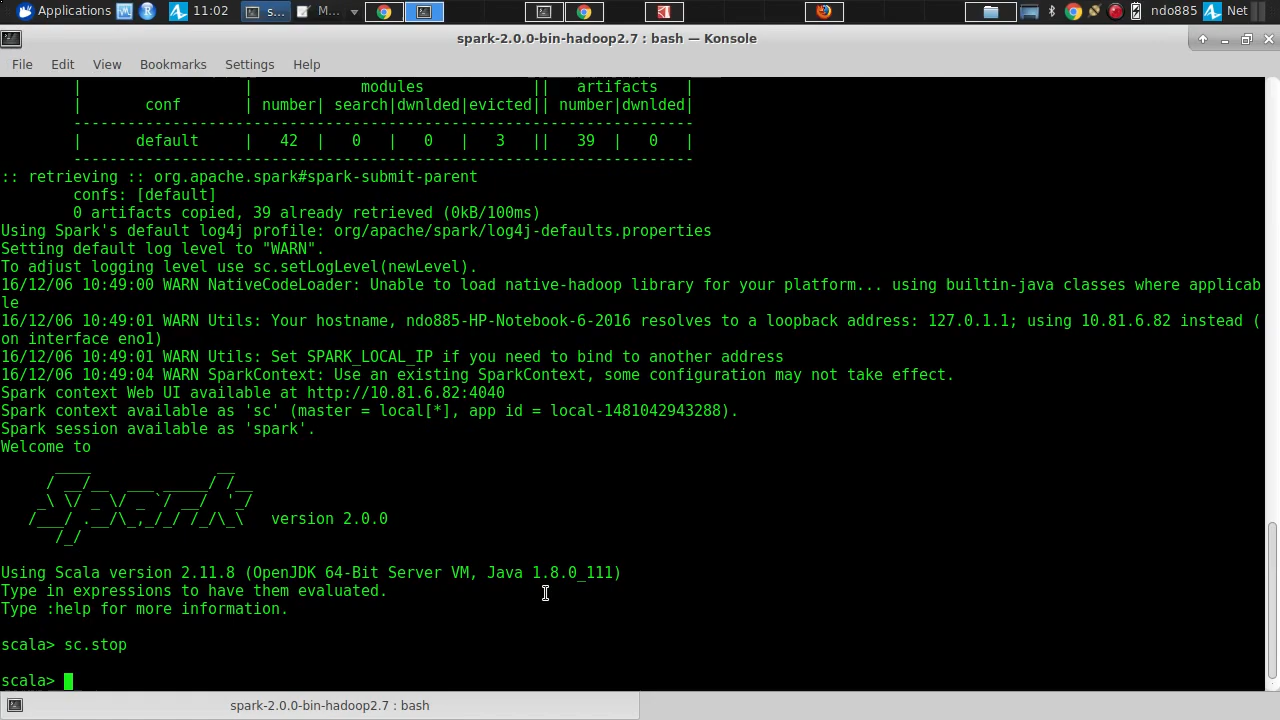 Applications 11:02 s... M... ndo885 Net
spark-2.0.0-bin-hadoop2.7 : bash — Konsole
File Edit View Bookmarks Settings Help
| | modules || artifacts |
| conf | number| search|dwnlded|evicted|| number|dwnlded|
---------------------------------------------------------------------
| default | 42 | 0 | 0 | 3 || 39 | 0 |
---------------------------------------------------------------------
:: retrieving :: org.apache.spark#spark-submit-parent
confs: [default]
0 artifacts copied, 39 already retrieved (0kB/100ms)
Using Spark's default log4j profile: org/apache/spark/log4j-defaults.properties
Setting default log level to "WARN".
To adjust logging level use sc.setLogLevel(newLevel).
16/12/06 10:49:00 WARN NativeCodeLoader: Unable to load native-hadoop library for your platform... using builtin-java classes where applicab
le
16/12/06 10:49:01 WARN Utils: Your hostname, ndo885-HP-Notebook-6-2016 resolves to a loopback address: 127.0.1.1; using 10.81.6.82 instead (
on interface eno1)
16/12/06 10:49:01 WARN Utils: Set SPARK_LOCAL_IP if you need to bind to another address
16/12/06 10:49:04 WARN SparkContext: Use an existing SparkContext, some configuration may not take effect.
Spark context Web UI available at http://10.81.6.82:4040
Spark context available as 'sc' (master = local[*], app id = local-1481042943288).
Spark session available as 'spark'.
Welcome to
      ____              __
     / __/__  ___ _____/ /__
    _\ \/ _ \/ _ `/ __/  '_/
   /___/ .__/\_,_/_/ /_/\_\   version 2.0.0
      /_/
Using Scala version 2.11.8 (OpenJDK 64-Bit Server VM, Java 1.8.0_111)
Type in expressions to have them evaluated.
Type :help for more information.
scala> sc.stop
scala>
spark-2.0.0-bin-hadoop2.7 : bash